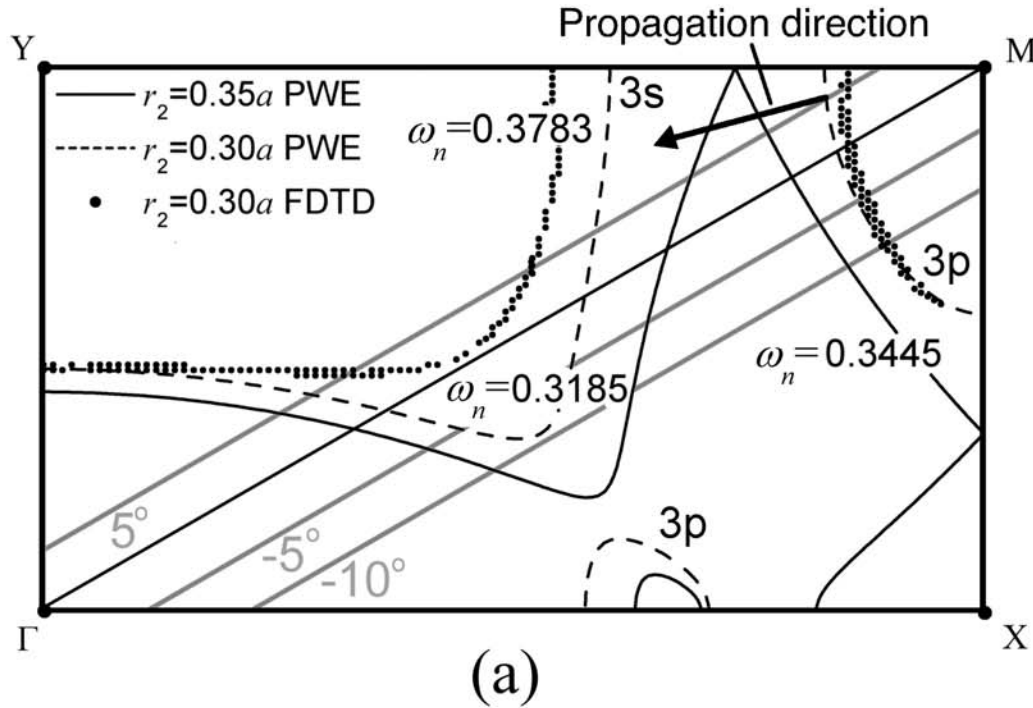 Propagation direction
Y
M
r₂=0.35a PWE
r₂=0.30a PWE
r₂=0.30a FDTD
3s
ωₙ=0.3783
3p
ωₙ=0.3445
ωₙ=0.3185
5°
-5°
-10°
3p
Γ
X
(a)